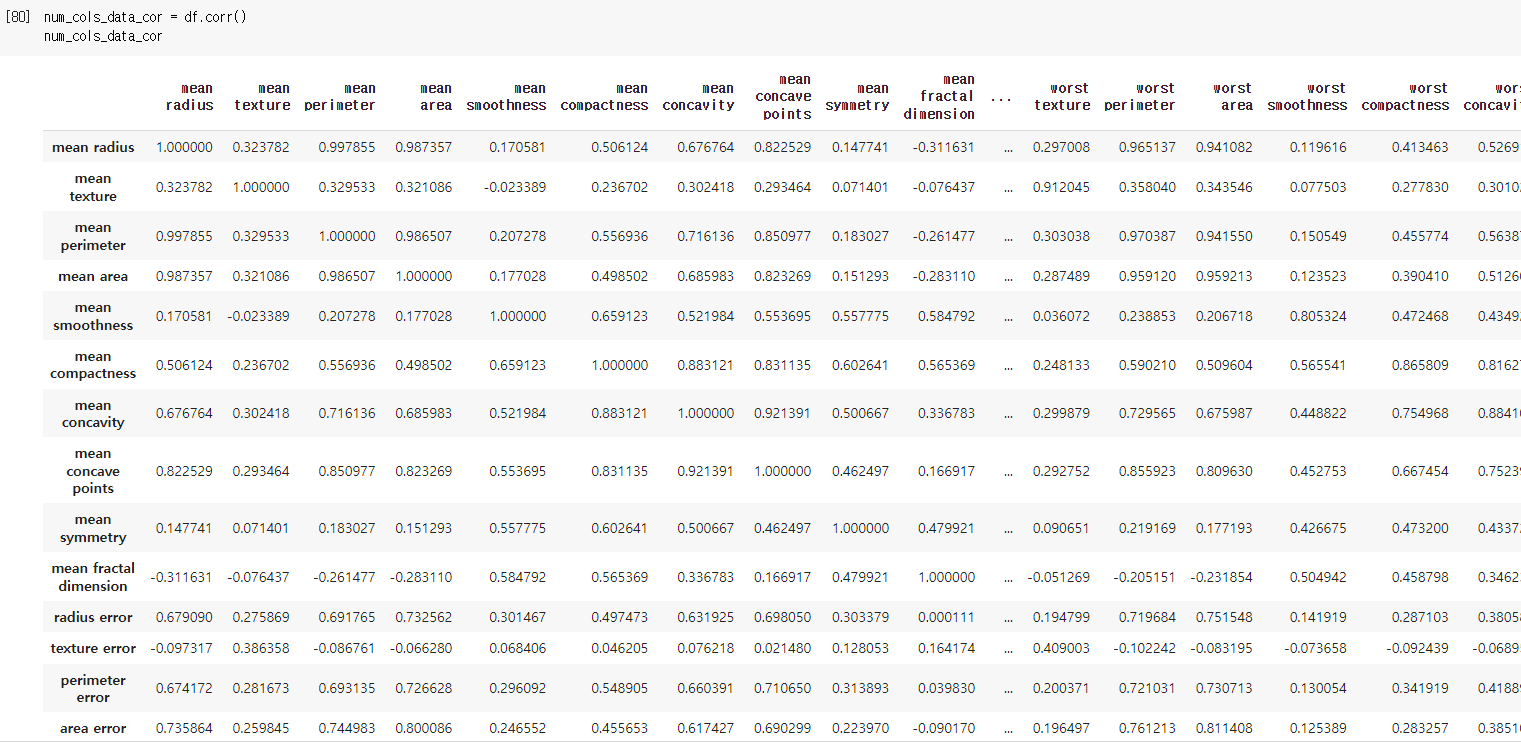 [80] num_cols_data_cor = df.corr()
num_cols_data_cor
mean radius mean texture mean perimeter mean area mean smoothness mean compactness mean concavity mean concave points mean symmetry mean fractal dimension ... worst texture worst perimeter worst area worst smoothness worst compactness
mean radius 1.000000 0.323782 0.997855 0.987357 0.170581 0.506124 0.676764 0.822529 0.147741 -0.311631 ... 0.297008 0.965137 0.941082 0.119616 0.413463 0.5269
mean texture 0.323782 1.000000 0.329533 0.321086 -0.023389 0.236702 0.302418 0.293464 0.071401 -0.076437 ... 0.912045 0.358040 0.343546 0.077503 0.277830 0.3010
mean perimeter 0.997855 0.329533 1.000000 0.986507 0.207278 0.556936 0.716136 0.850977 0.183027 -0.261477 ... 0.303038 0.970387 0.941550 0.150549 0.455774 0.5638
mean area 0.987357 0.321086 0.986507 1.000000 0.177028 0.498502 0.685983 0.823269 0.151293 -0.283110 ... 0.287489 0.959120 0.959213 0.123523 0.390410 0.5126
mean smoothness 0.170581 -0.023389 0.207278 0.177028 1.000000 0.659123 0.521984 0.553695 0.557775 0.584792 ... 0.036072 0.238853 0.206718 0.805324 0.472468 0.4349
mean compactness 0.506124 0.236702 0.556936 0.498502 0.659123 1.000000 0.883121 0.831135 0.602641 0.565369 ... 0.248133 0.590210 0.509604 0.565541 0.865809 0.8162
mean concavity 0.676764 0.302418 0.716136 0.685983 0.521984 0.883121 1.000000 0.921391 0.500667 0.336783 ... 0.299879 0.729565 0.675987 0.448822 0.754968 0.8841
mean concave points 0.822529 0.293464 0.850977 0.823269 0.553695 0.831135 0.921391 1.000000 0.462497 0.166917 ... 0.292752 0.855923 0.809630 0.452753 0.667454 0.7523
mean symmetry 0.147741 0.071401 0.183027 0.151293 0.557775 0.602641 0.500667 0.462497 1.000000 0.479921 ... 0.090651 0.219169 0.177193 0.426675 0.473200 0.4337
mean fractal dimension -0.311631 -0.076437 -0.261477 -0.283110 0.584792 0.565369 0.336783 0.166917 0.479921 1.000000 ... -0.051269 -0.205151 -0.231854 0.504942 0.458798 0.3462
radius error 0.679090 0.275869 0.691765 0.732562 0.301467 0.497473 0.631925 0.698050 0.303379 0.000111 ... 0.194799 0.719684 0.751548 0.141919 0.287103 0.3805
texture error -0.097317 0.386358 -0.086761 -0.066280 0.068406 0.046205 0.076218 0.021480 0.128053 0.164174 ... 0.409003 -0.102242 -0.083195 -0.073658 -0.092439 -0.0689
perimeter error 0.674172 0.281673 0.693135 0.726628 0.296092 0.548905 0.660391 0.710650 0.313893 0.039830 ... 0.200371 0.721031 0.730713 0.130054 0.341919 0.4188
area error 0.735864 0.259845 0.744983 0.800086 0.246552 0.455653 0.617427 0.690299 0.223970 -0.090170 ... 0.196497 0.761213 0.811408 0.125389 0.283257 0.3851